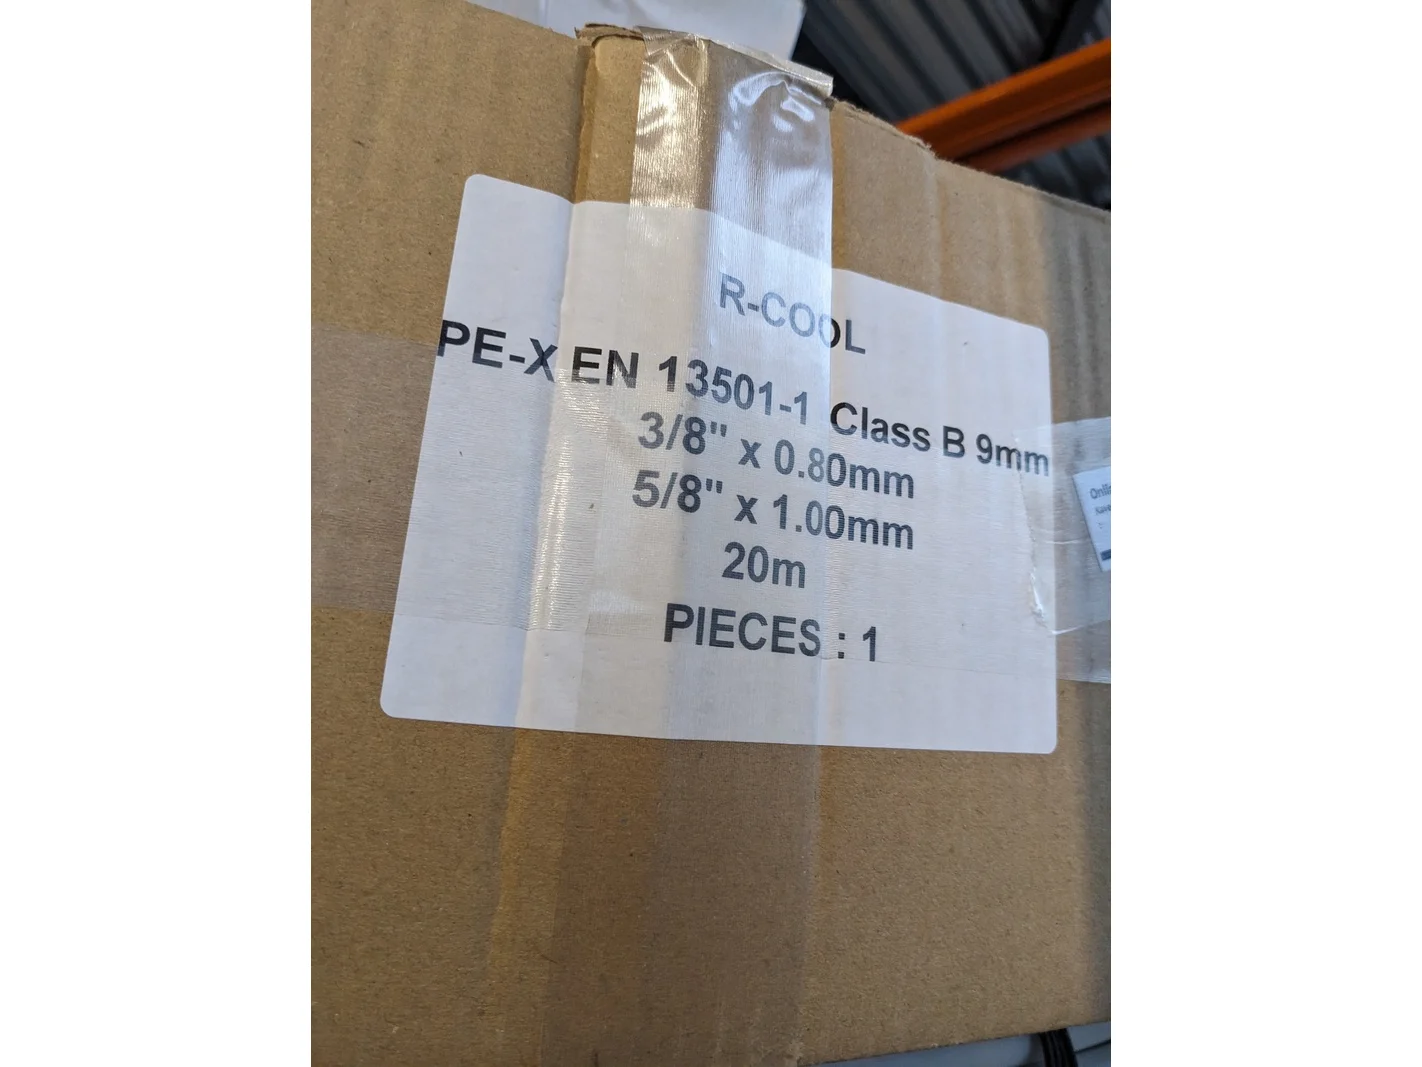 R-COOL
PE-X EN 13501-1 Class B 9mm
3/8" x 0.80mm
5/8" x 1.00mm
20m
PIECES : 1